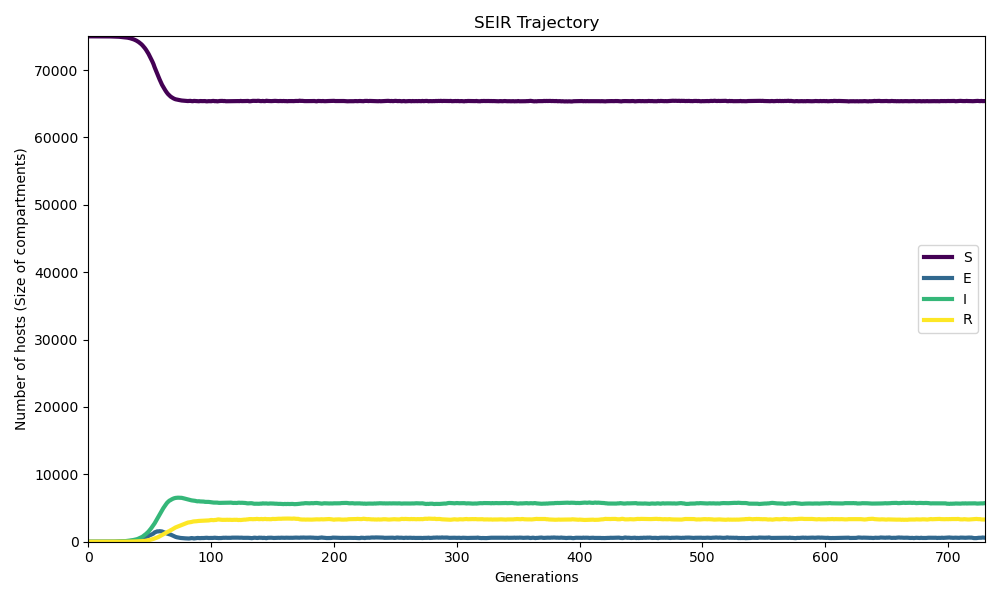 SEIR Trajectory
70000
60000
50000
40000
30000
20000
10000
0
Number of hosts (Size of compartments)
S
E
I
R
0 100 200 300 400 500 600 700
Generations